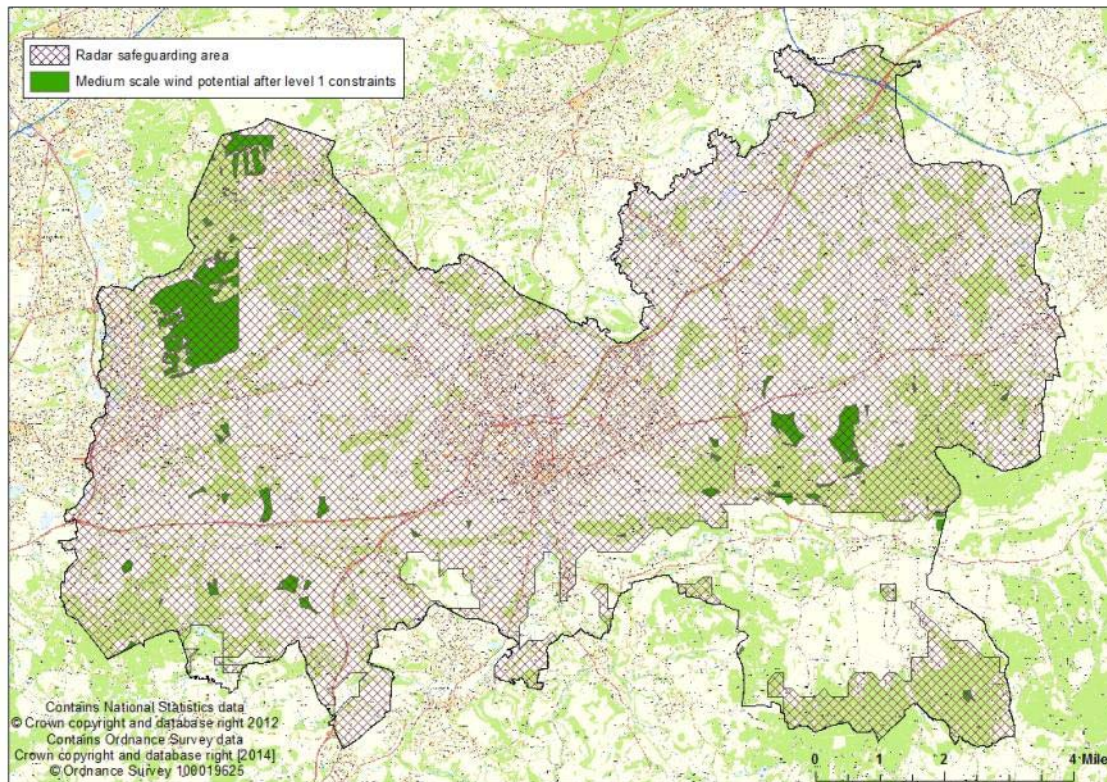 Radar safeguarding area
Medium scale wind potential after level 1 constraints
Contains National Statistics data
© Crown copyright and database right 2012
Contains Ordnance Survey data
Crown copyright and database right [2014]
© Ordnance Survey 100019625
0 1 2 4 Mile